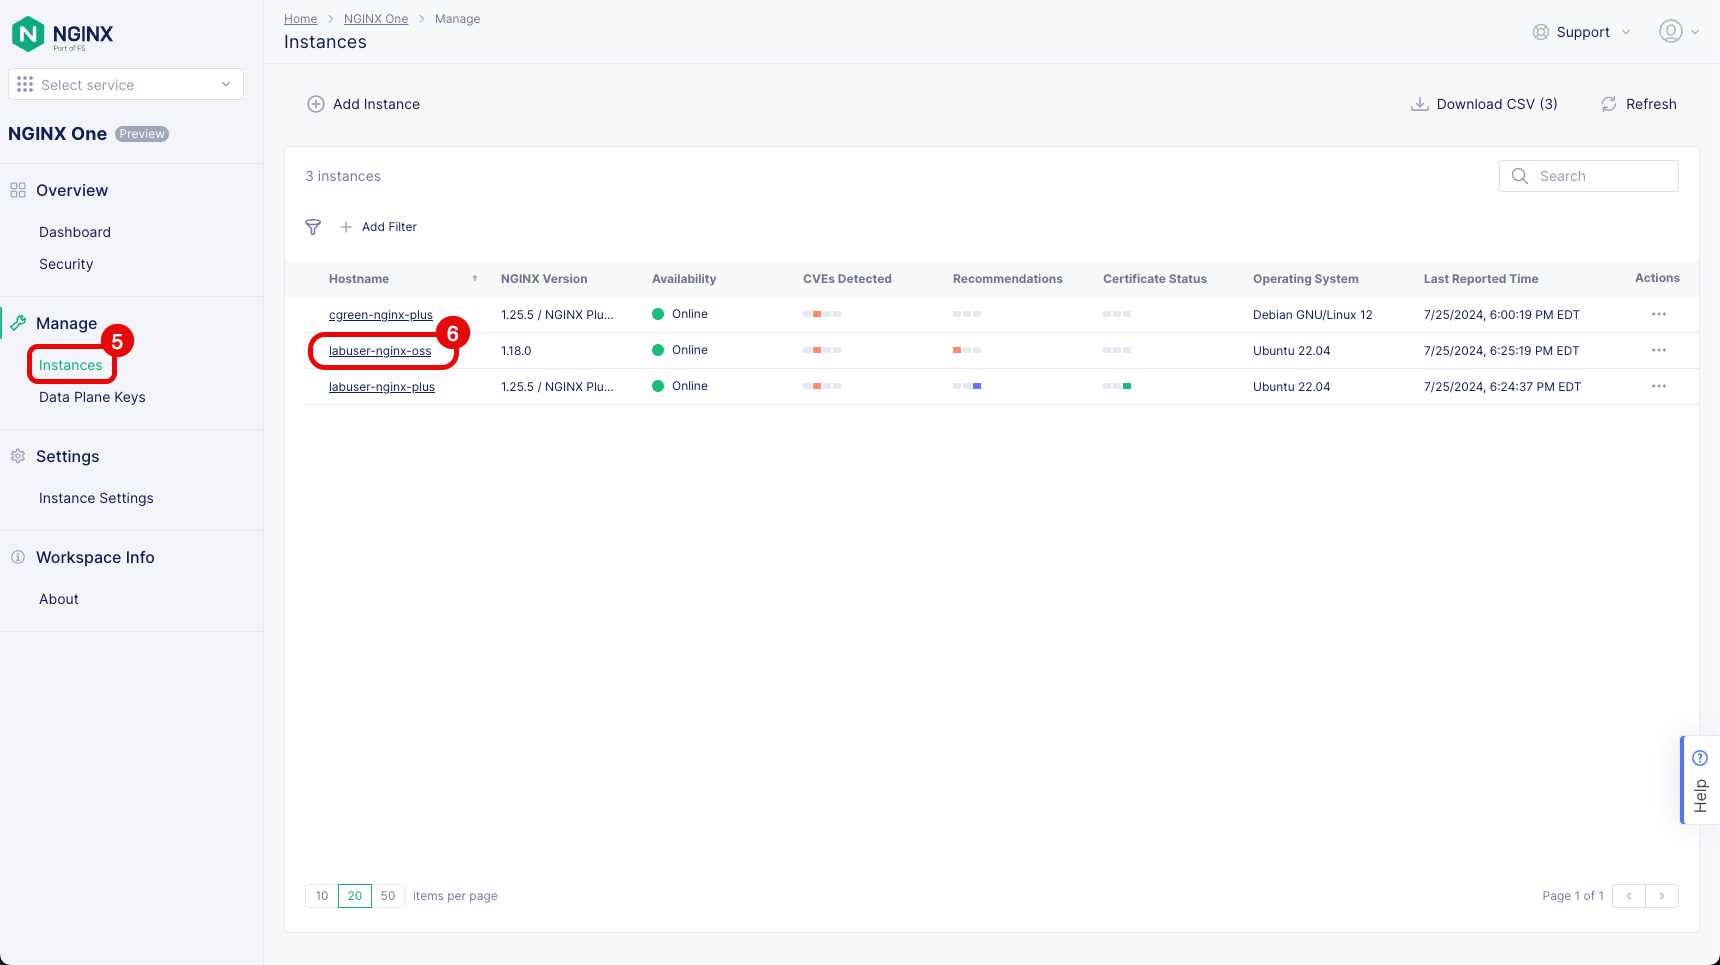 NGINX
Part of F5
Select service
NGINX One Preview
Overview
Dashboard
Security
Manage
5
Instances
Data Plane Keys
Settings
Instance Settings
Workspace Info
About
Home > NGINX One > Manage
Instances
Support
Add Instance
Download CSV (3)
Refresh
3 instances
Search
Add Filter
Hostname NGINX Version Availability CVEs Detected Recommendations Certificate Status Operating System Last Reported Time Actions
cgreen-nginx-plus 1.25.5 / NGINX Plu... Online Debian GNU/Linux 12 7/25/2024, 6:00:19 PM EDT
6
labuser-nginx-oss 1.18.0 Online Ubuntu 22.04 7/25/2024, 6:25:19 PM EDT
labuser-nginx-plus 1.25.5 / NGINX Plu... Online Ubuntu 22.04 7/25/2024, 6:24:37 PM EDT
? Help
10 20 50 items per page
Page 1 of 1